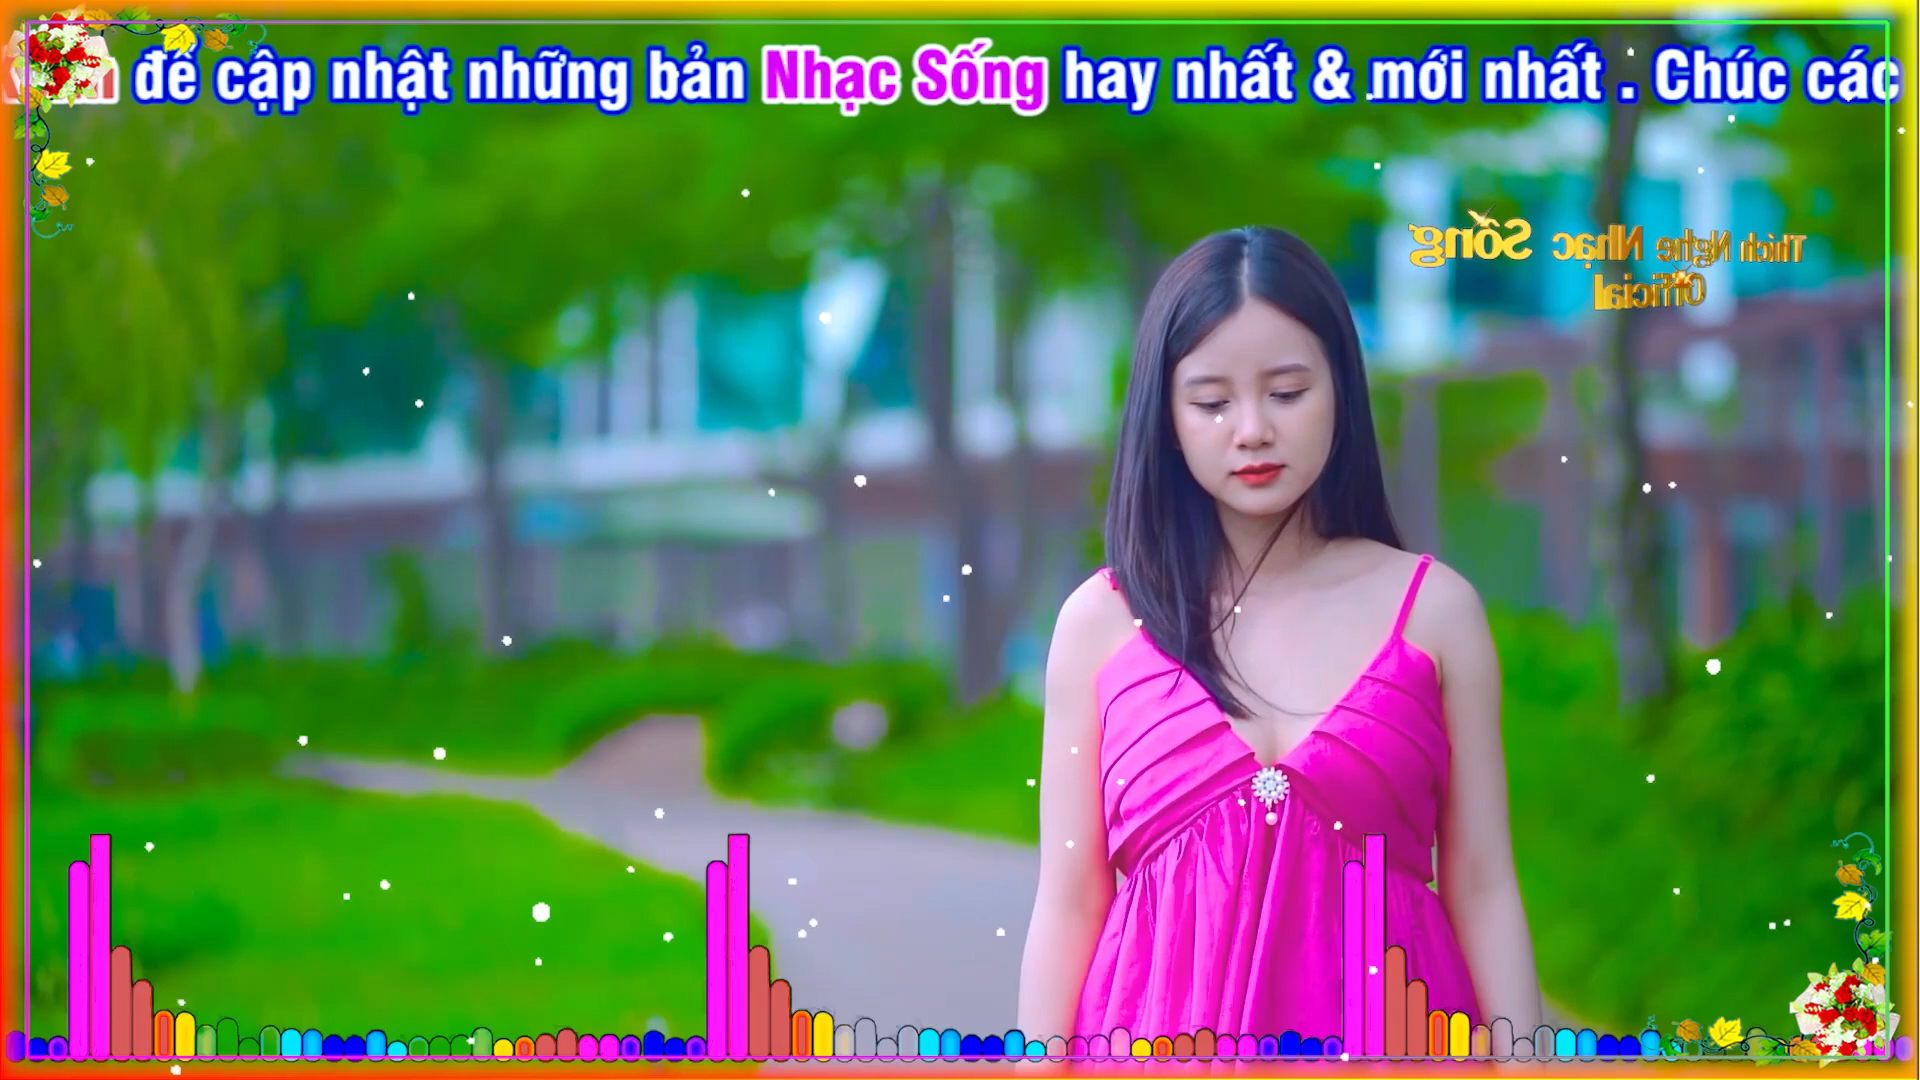 để cập nhật những bản Nhạc Sống hay nhất & mới nhất . Chúc các
Thích Nghe Nhạc Sống
Official